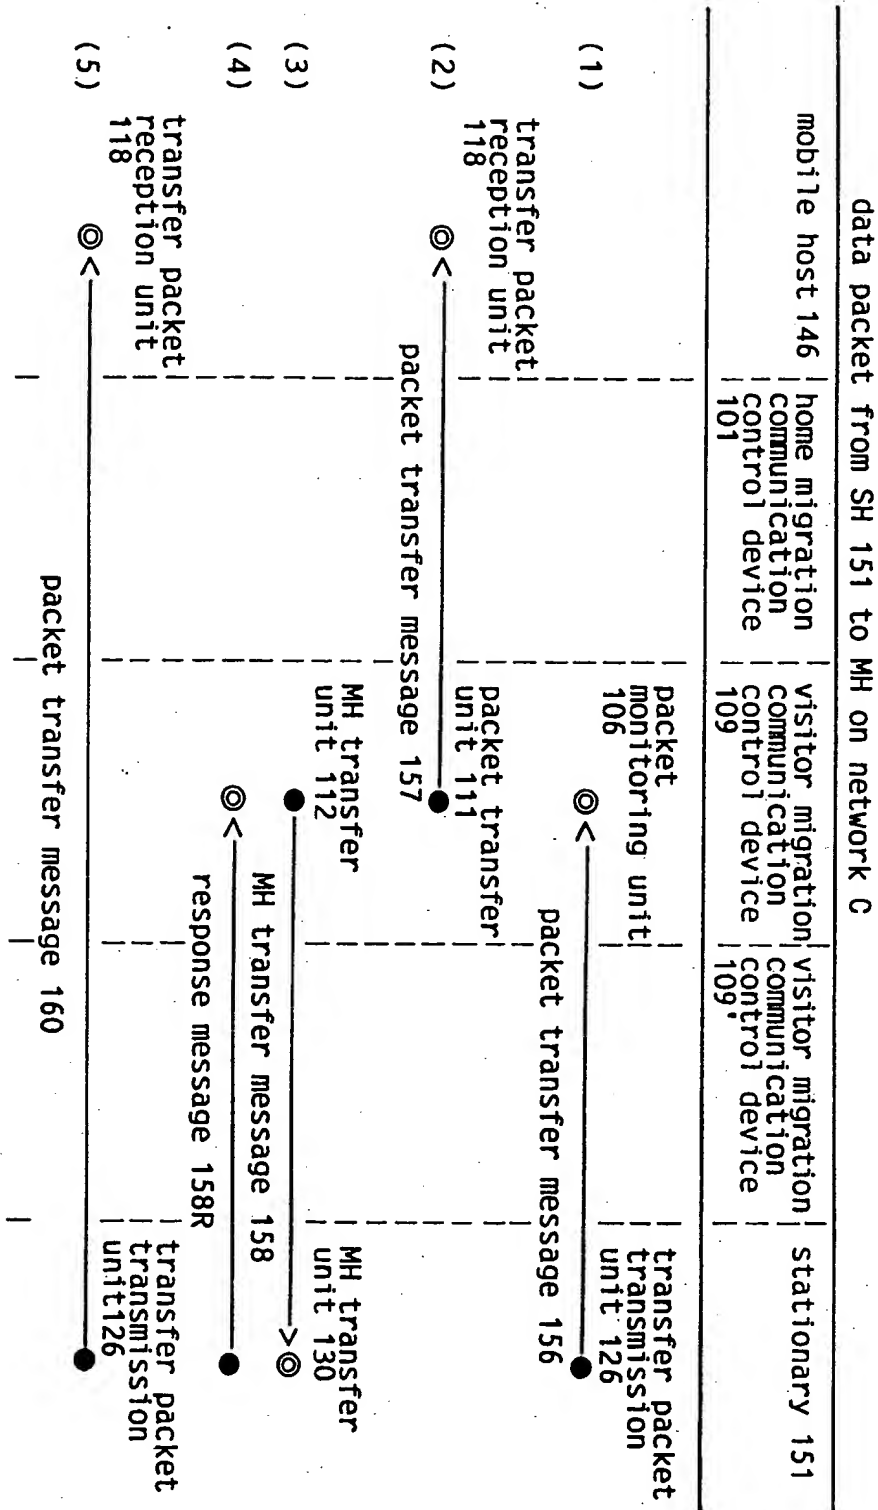 data packet from SH 151 to MH on network C
mobile host 146
home migration
communication
control device
101
visitor migration
communication
control device
109
visitor migration
communication
control device
109'
stationary 151
(1)
packet
monitoring unit
106
transfer packet
transmission
unit 126
packet transfer message 156
(2)
transfer packet
reception unit
118
packet transfer
unit 111
packet transfer message 157
(3)
MH transfer
unit 112
MH transfer
unit 130
MH transfer message 158
(4)
response message 158R
(5)
transfer packet
reception unit
118
transfer packet
transmission
unit126
packet transfer message 160